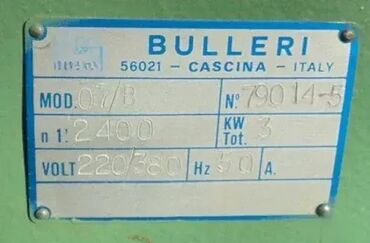 BULLERI
56021 - CASCINA - ITALY
MOD. 07/B N° 79014-5
n 1': 2400 KW Tot. 3
VOLT 220/380 Hz 50 A.